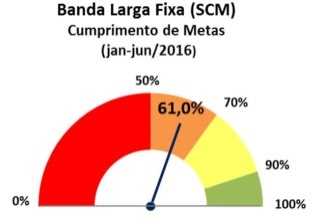 Banda Larga Fixa (SCM)
Cumprimento de Metas
(jan-jun/2016)
50%
61,0%
70%
90%
0%
100%